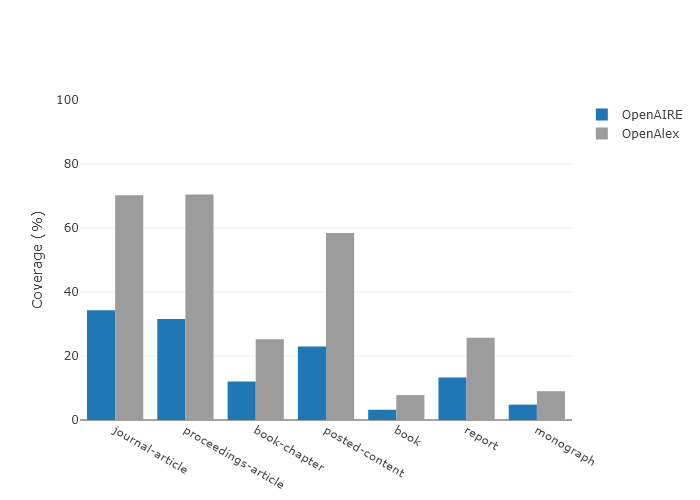 100
80
60
40
20
0
Coverage (%)
journal-article
proceedings-article
book-chapter
posted-content
book
report
monograph
OpenAIRE
OpenAlex